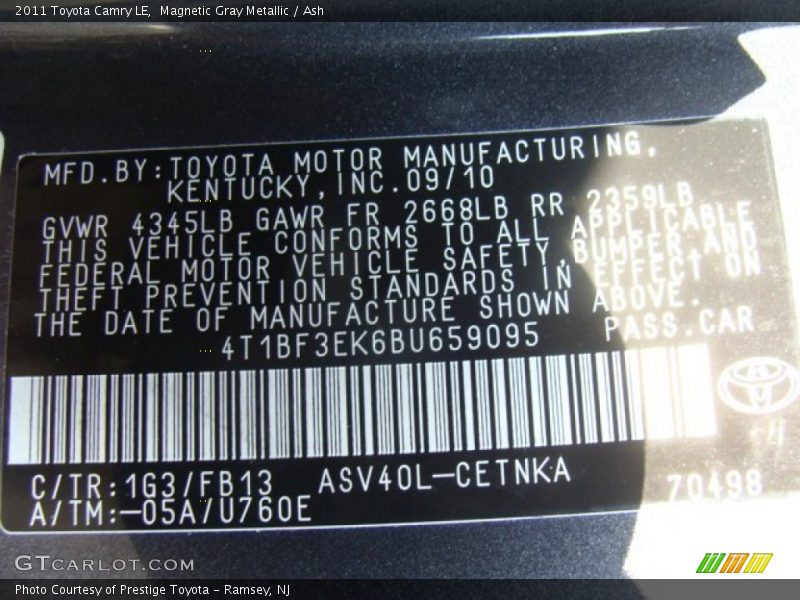 2011 Toyota Camry LE,  Magnetic Gray Metallic / Ash
MFD.BY:TOYOTA MOTOR MANUFACTURING,
KENTUCKY,INC.09/10
GVWR 4345LB GAWR FR 2668LB RR 2359LB
THIS VEHICLE CONFORMS TO ALL APPLICABLE
FEDERAL MOTOR VEHICLE SAFETY,BUMPER,AND
THEFT PREVENTION STANDARDS IN EFFECT ON
THE DATE OF MANUFACTURE SHOWN ABOVE.
4T1BF3EK6BU659095 PASS.CAR
C/TR:1G3/FB13 ASV40L-CETNKA
A/TM:-05A/U760E
70498
GTCARLOT.COM
Photo Courtesy of Prestige Toyota - Ramsey, NJ